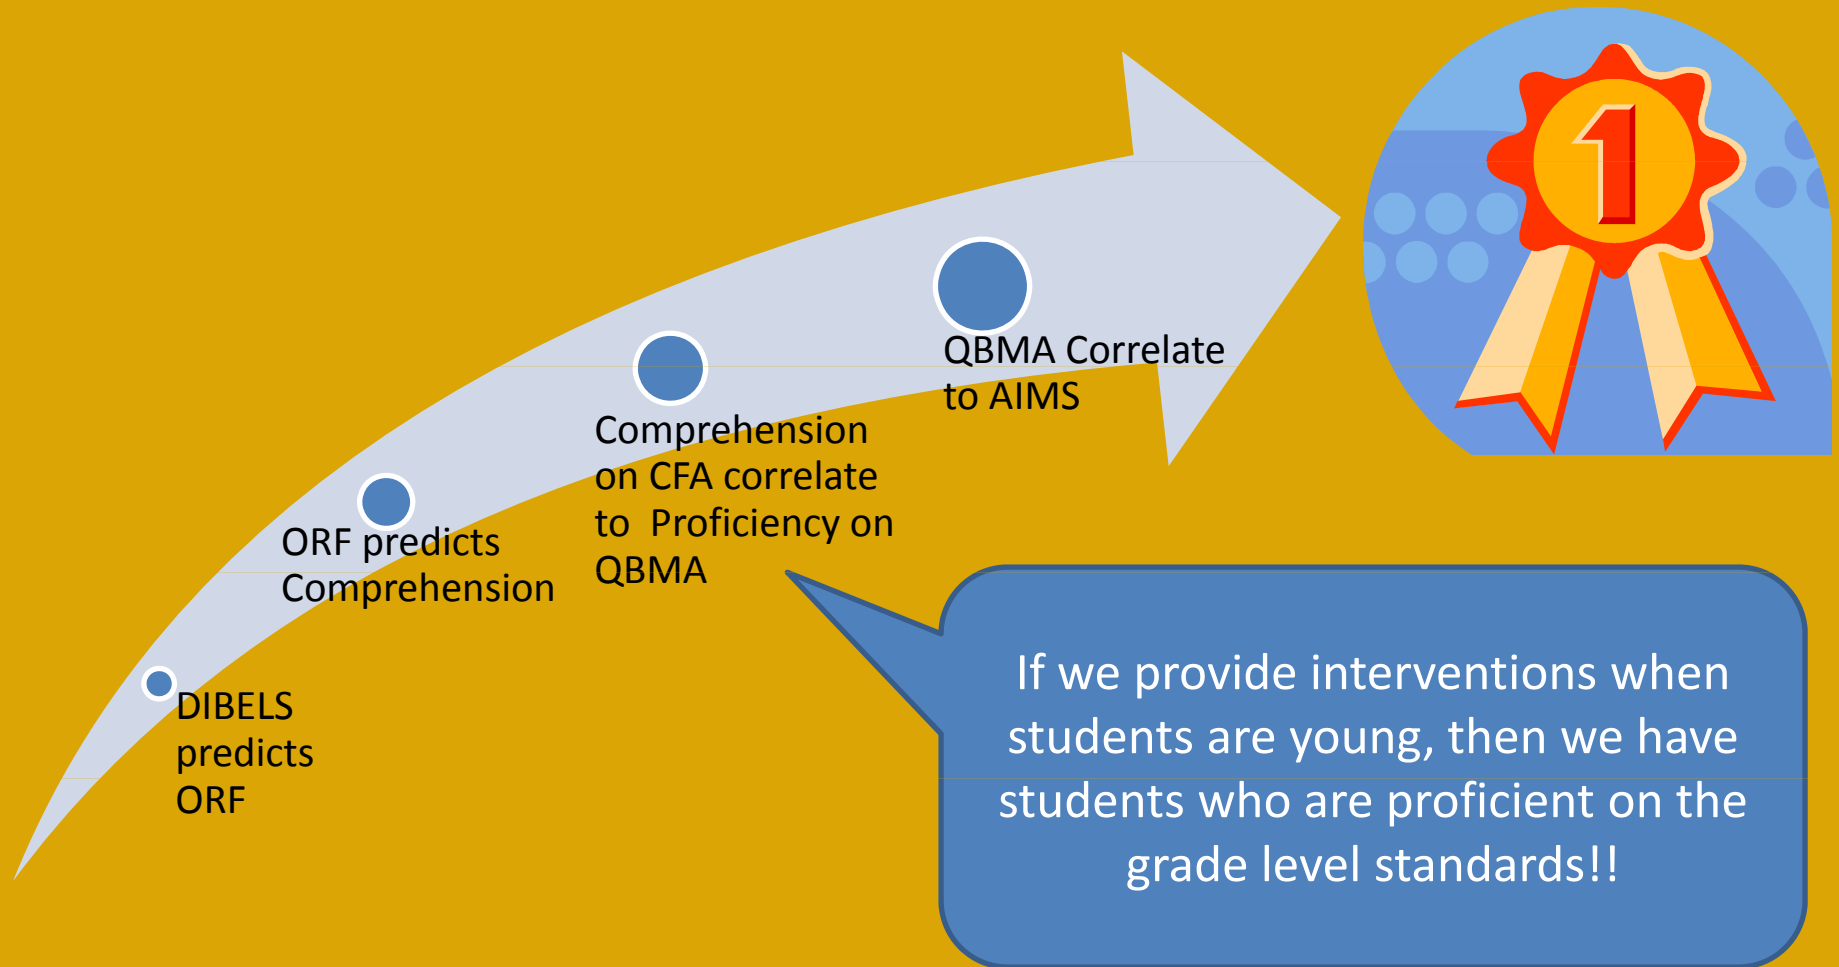 1
QBMA Correlate
to AIMS
Comprehension
on CFA correlate
to Proficiency on
QBMA
ORF predicts
Comprehension
DIBELS
predicts
ORF
If we provide interventions when
students are young, then we have
students who are proficient on the
grade level standards!!